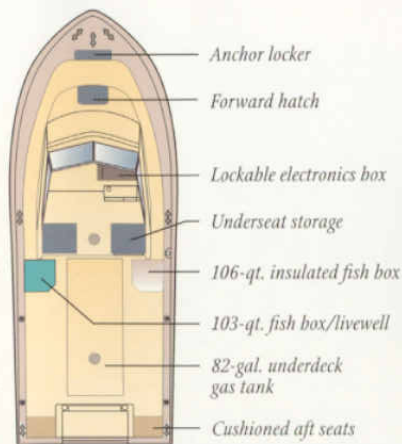 Anchor locker
Forward hatch
Lockable electronics box
Underseat storage
106-qt. insulated fish box
103-qt. fish box/livewell
82-gal. underdeck
gas tank
Cushioned aft seats